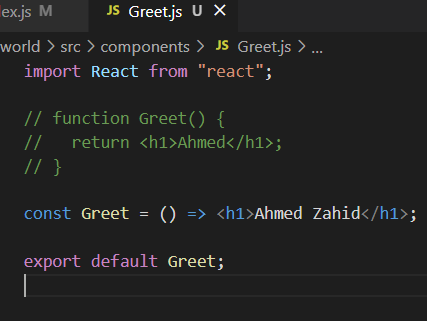 ex.js M JS Greet.js U ×
world > src > components > JS Greet.js > ...
import React from "react";
// function Greet() {
//   return <h1>Ahmed</h1>;
// }
const Greet = () => <h1>Ahmed Zahid</h1>;
export default Greet;